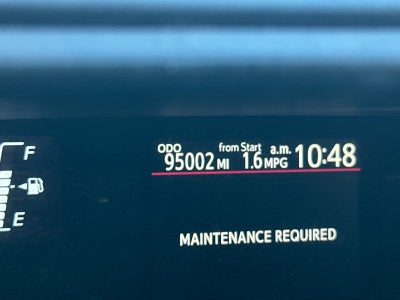 F
E
ODO from Start a.m.
95002 MI 1.6 MPG 10:48
MAINTENANCE REQUIRED